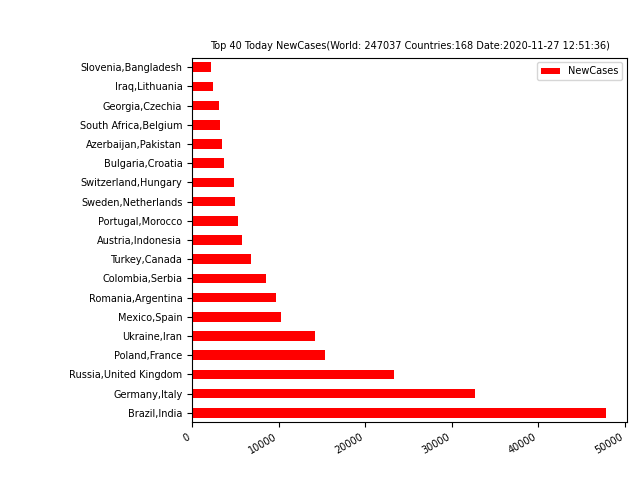 Top 40 Today NewCases(World: 247037 Countries:168 Date:2020-11-27 12:51:36)
NewCases
Slovenia,Bangladesh
Iraq,Lithuania
Georgia,Czechia
South Africa,Belgium
Azerbaijan,Pakistan
Bulgaria,Croatia
Switzerland,Hungary
Sweden,Netherlands
Portugal,Morocco
Austria,Indonesia
Turkey,Canada
Colombia,Serbia
Romania,Argentina
Mexico,Spain
Ukraine,Iran
Poland,France
Russia,United Kingdom
Germany,Italy
Brazil,India
0 10000 20000 30000 40000 50000